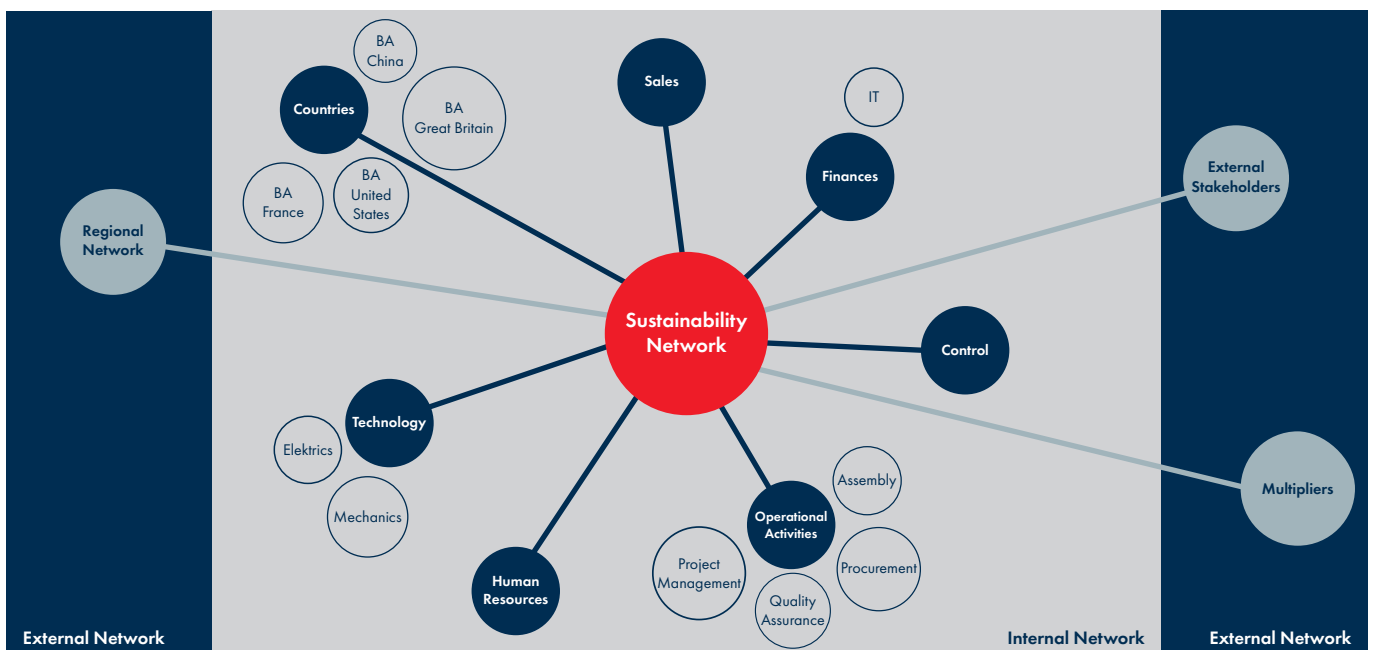 BA
China
Countries
BA
Great Britain
BA
France
BA
United
States
Sales
IT
Finances
External
Stakeholders
Regional
Network
Sustainability
Network
Control
Technology
Elektrics
Mechanics
Human
Resources
Operational
Activities
Assembly
Project
Management
Procurement
Quality
Assurance
Multipliers
External Network
Internal Network
External Network